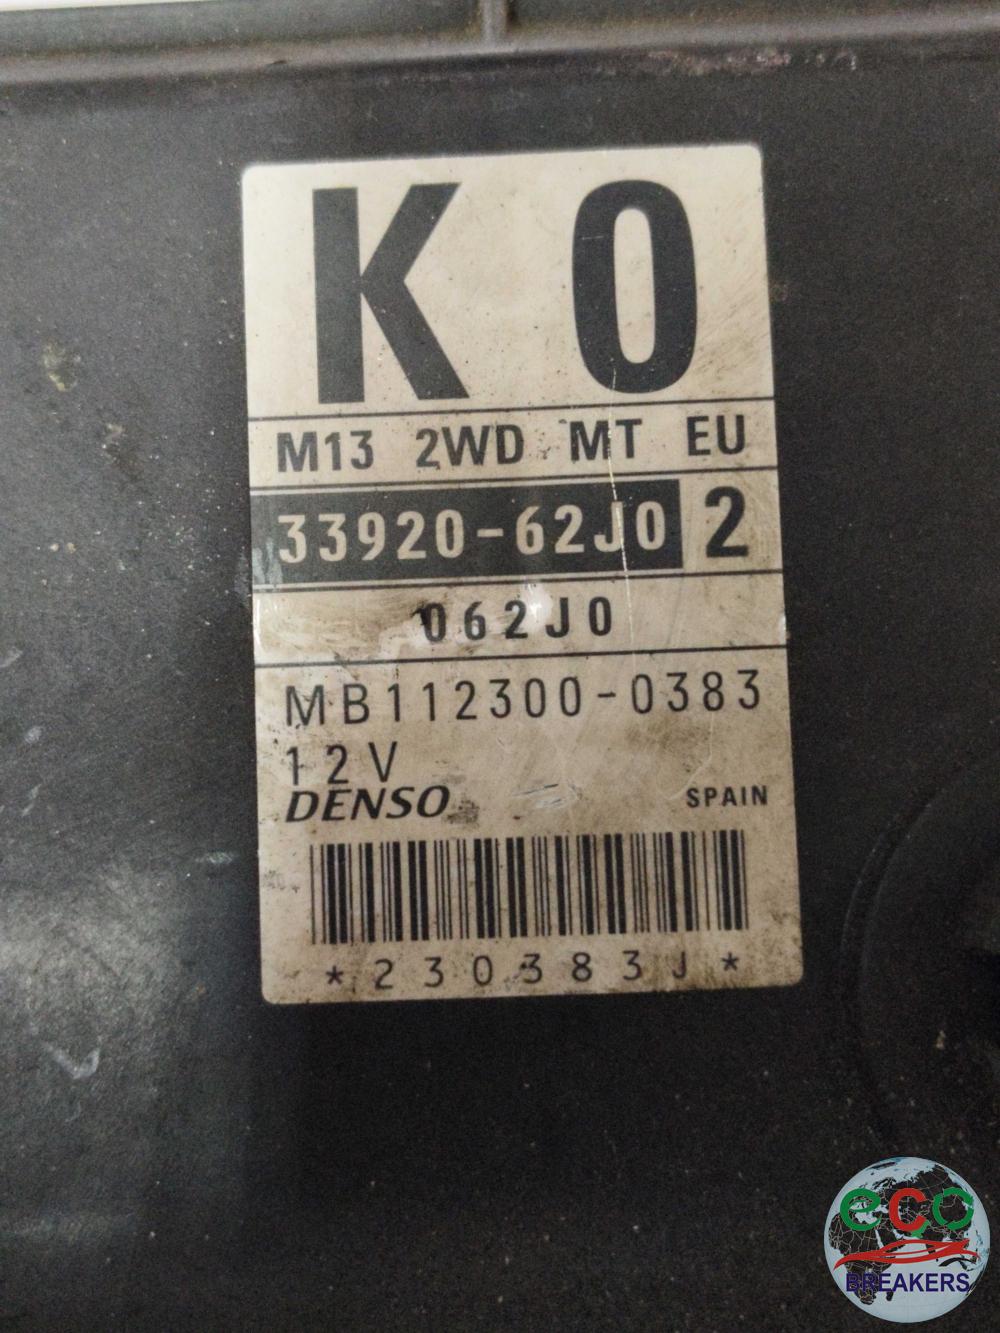 K 0
M13 2WD MT EU
33920-62J0 2
062J0
MB112300-0383
12V
DENSO SPAIN
*230383J*
eco
BREAKERS